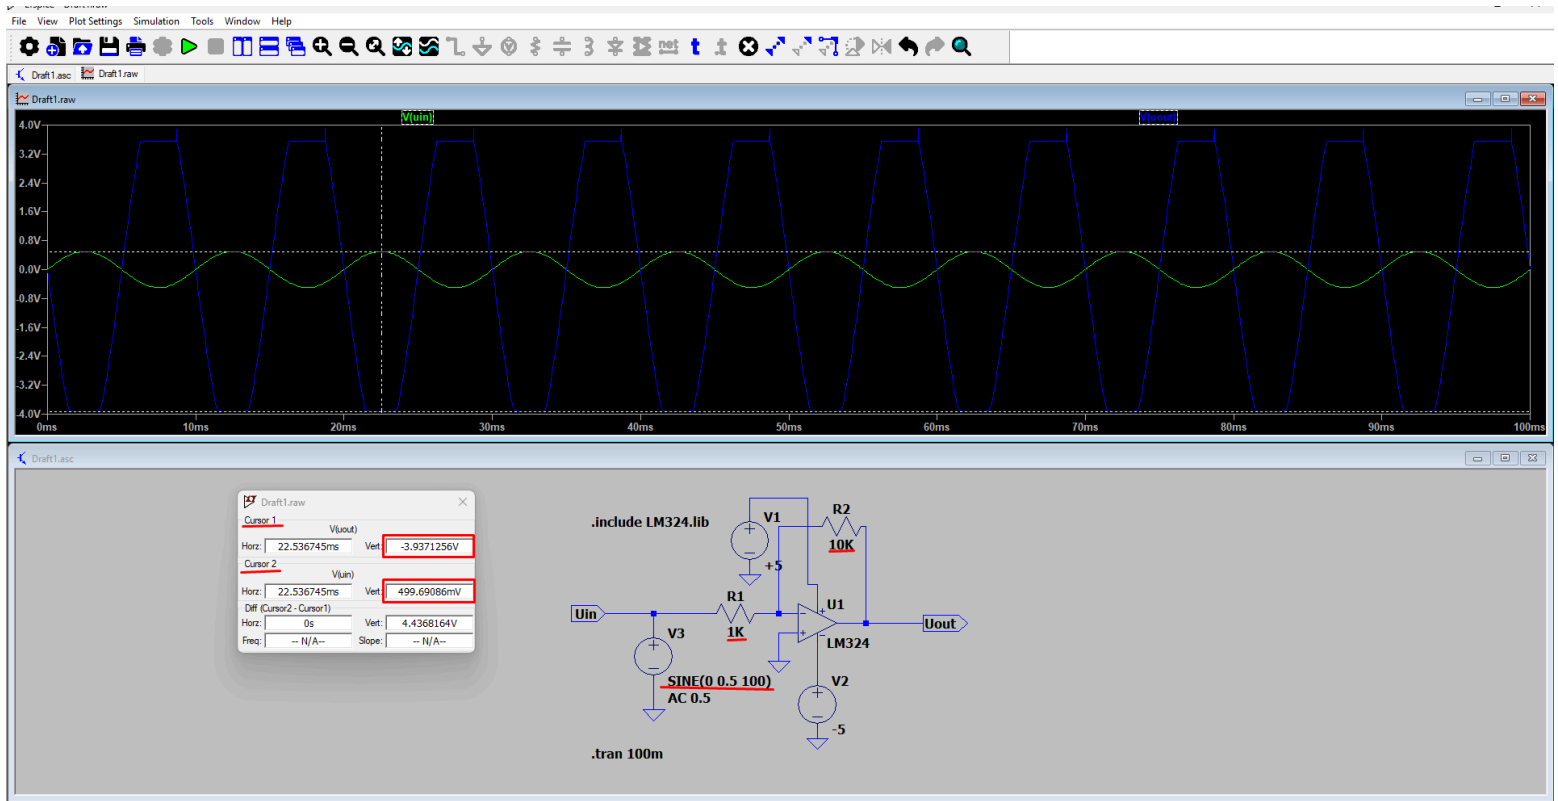 LTspice - Draft1.raw
File View Plot Settings Simulation Tools Window Help
net t t
Draft1.asc Draft1.raw
Draft1.raw
V(uin) V(uout)
4.0V
3.2V
2.4V
1.6V
0.8V
0.0V
-0.8V
-1.6V
-2.4V
-3.2V
-4.0V
0ms 10ms 20ms 30ms 40ms 50ms 60ms 70ms 80ms 90ms 100ms
Draft1.asc
Draft1.raw
Cursor 1
V(uout)
Horz: 22.536745ms Vert: -3.9371256V
Cursor 2
V(uin)
Horz: 22.536745ms Vert: 499.69086mV
Diff (Cursor2 - Cursor1)
Horz: 0s Vert: 4.4368164V
Freq: -- N/A-- Slope: -- N/A--
.include LM324.lib
V1
+5
R2
10K
R1
1K
U1
LM324
Uin
Uout
V3
SINE(0 0.5 100)
AC 0.5
V2
-5
.tran 100m